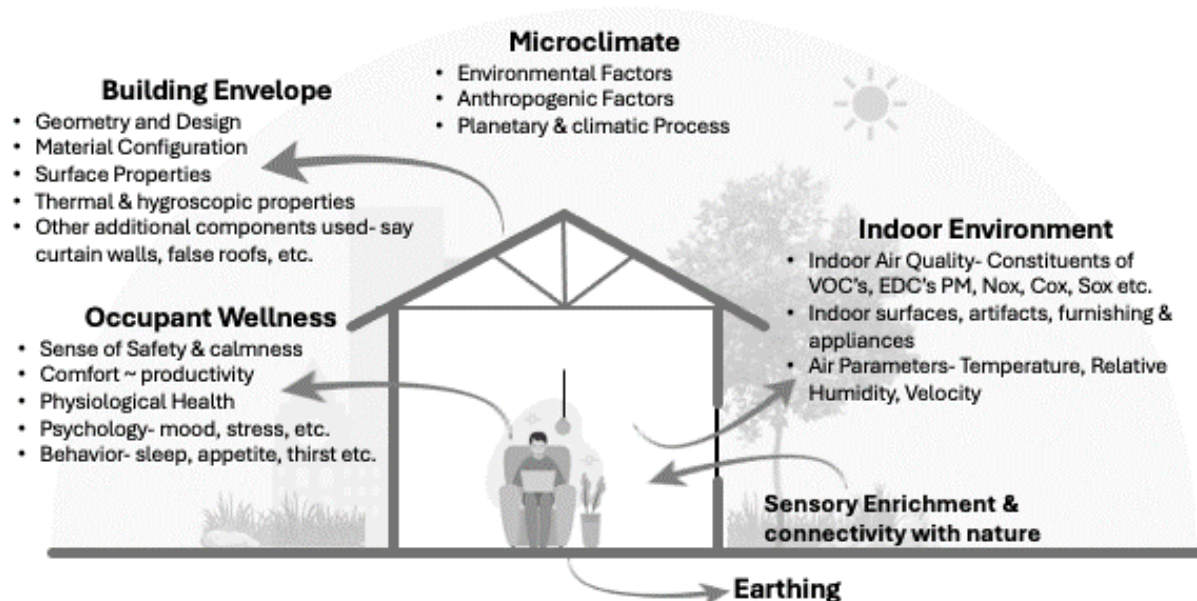 Microclimate
• Environmental Factors
• Anthropogenic Factors
• Planetary & climatic Process
Building Envelope
• Geometry and Design
• Material Configuration
• Surface Properties
• Thermal & hygroscopic properties
• Other additional components used- say
curtain walls, false roofs, etc.
Indoor Environment
• Indoor Air Quality- Constituents of
VOC's, EDC's PM, Nox, Cox, Sox etc.
• Indoor surfaces, artifacts, furnishing &
appliances
• Air Parameters- Temperature, Relative
Humidity, Velocity
Occupant Wellness
• Sense of Safety & calmness
• Comfort ~ productivity
• Physiological Health
• Psychology- mood, stress, etc.
• Behavior- sleep, appetite, thirst etc.
Sensory Enrichment &
connectivity with nature
Earthing